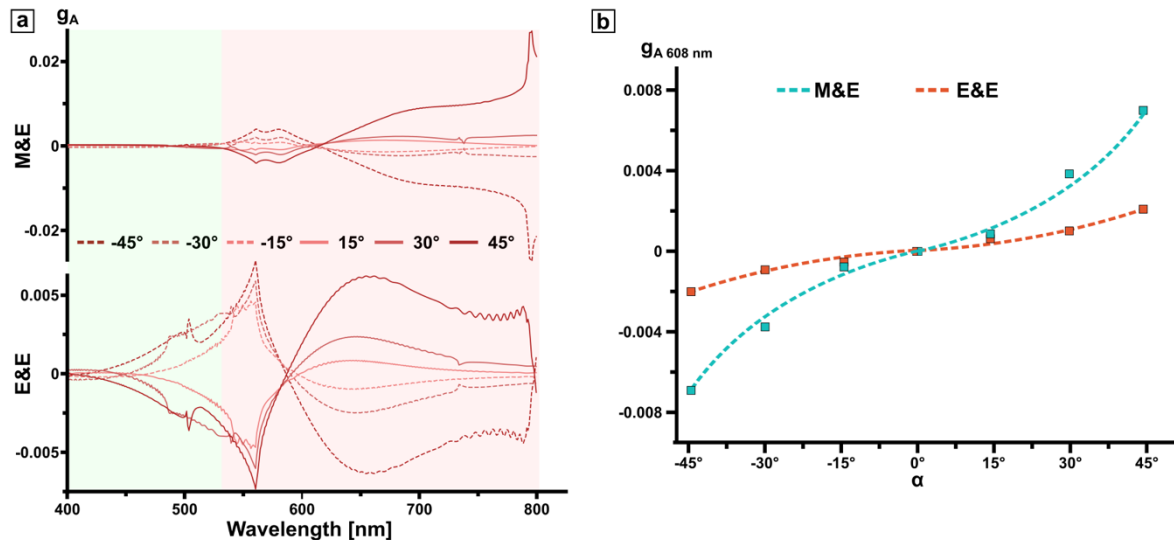 a
g_A
M&E
0.02
0
-0.02
-45° -30° -15° 15° 30° 45°
E&E
0.005
0
-0.005
400 500 600 700 800
Wavelength [nm]
b
g_A 608 nm
M&E E&E
0.008
0.004
0
-0.004
-0.008
-45° -30° -15° 0° 15° 30° 45°
α